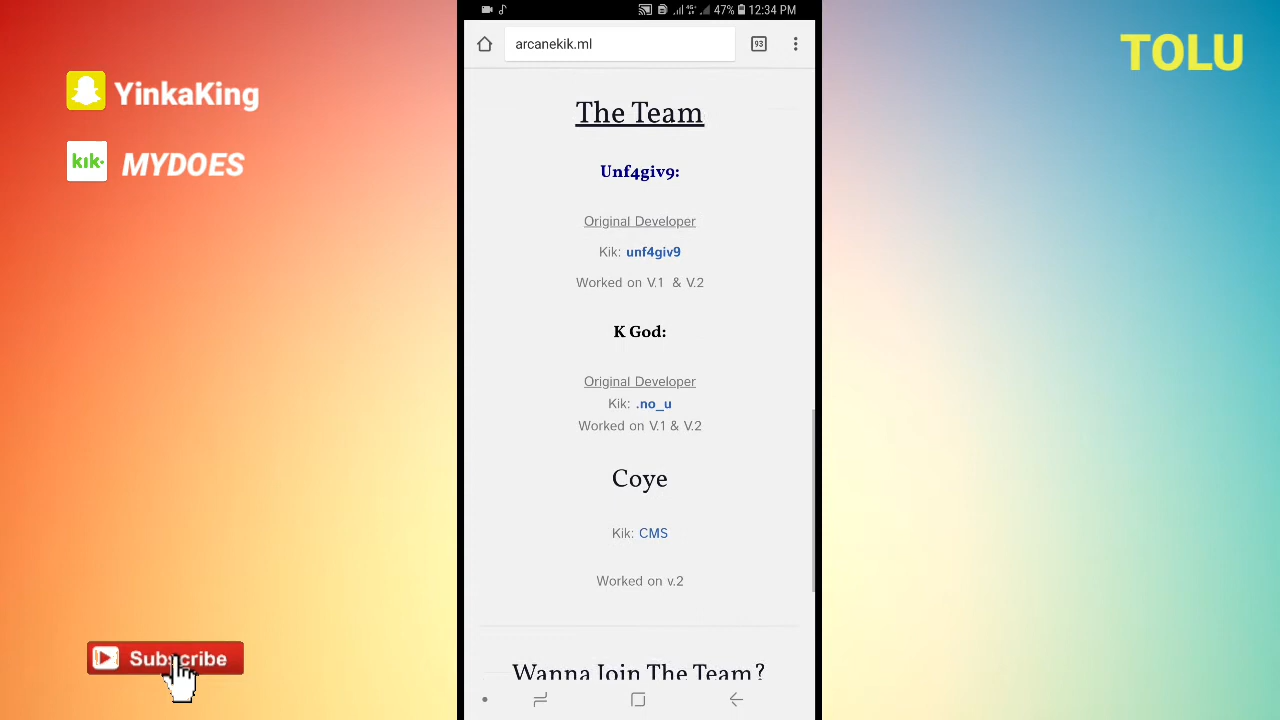 47% 12:34 PM
arcanekik.ml
93
TOLU
YinkaKing
kik
MYDOES
The Team
Unf4giv9:
Original Developer
Kik: unf4giv9
Worked on V.1 & V.2
K God:
Original Developer
Kik: .no_u
Worked on V.1 & V.2
Coye
Kik: CMS
Worked on v.2
Wanna Join The Team?
Subscribe